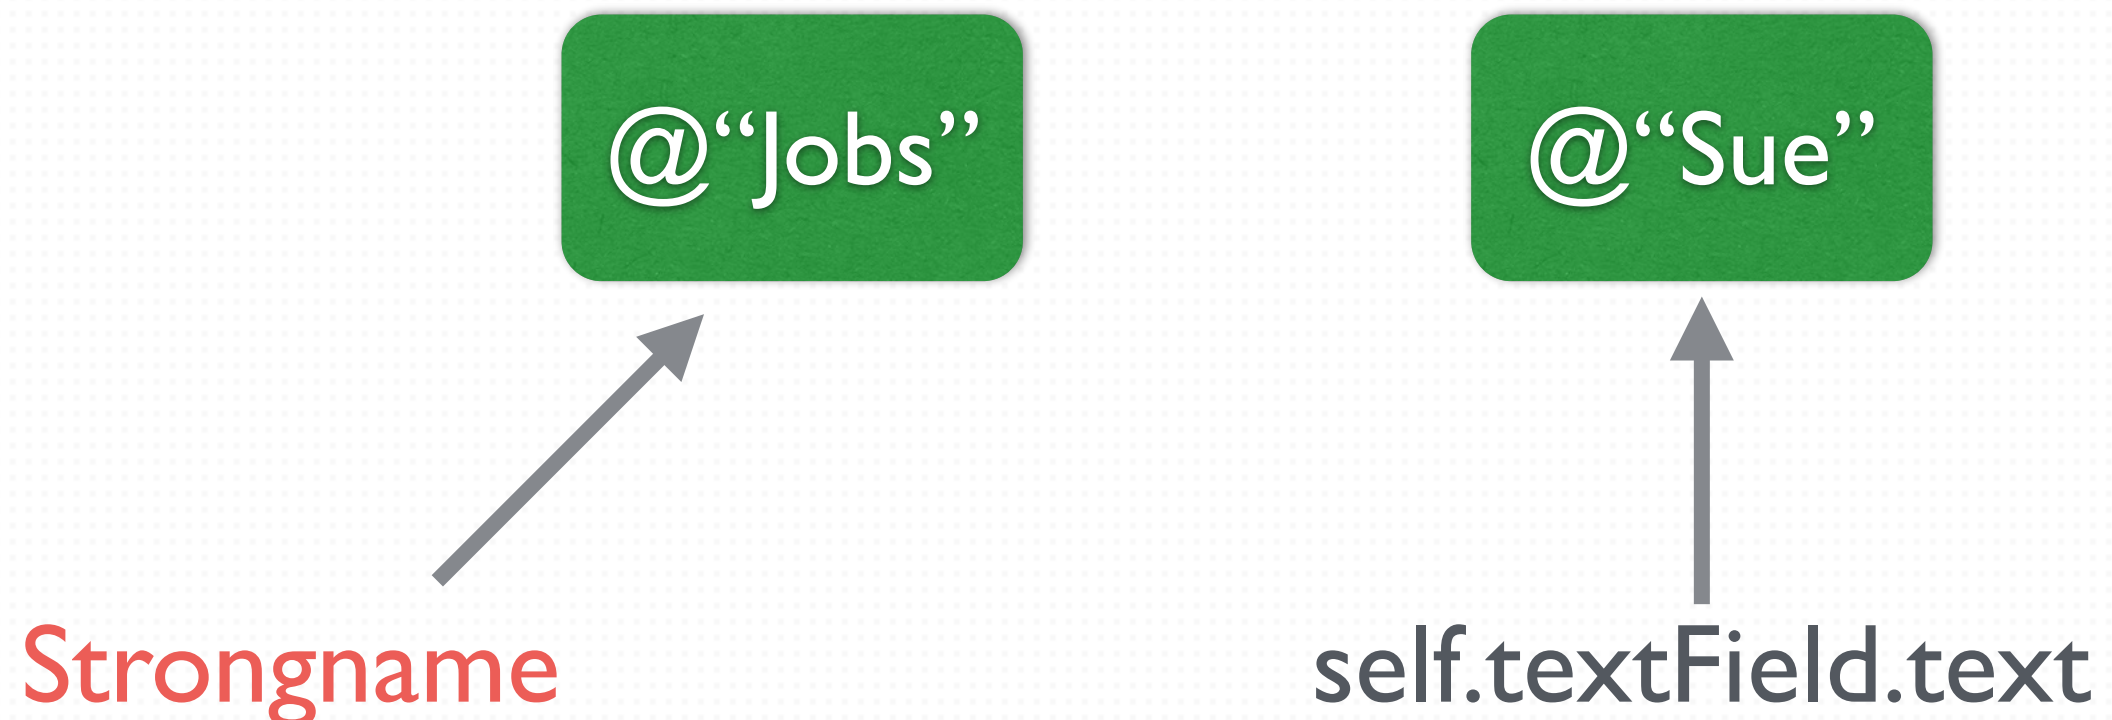 @“Jobs” @“Sue”
Strongname self.textField.text